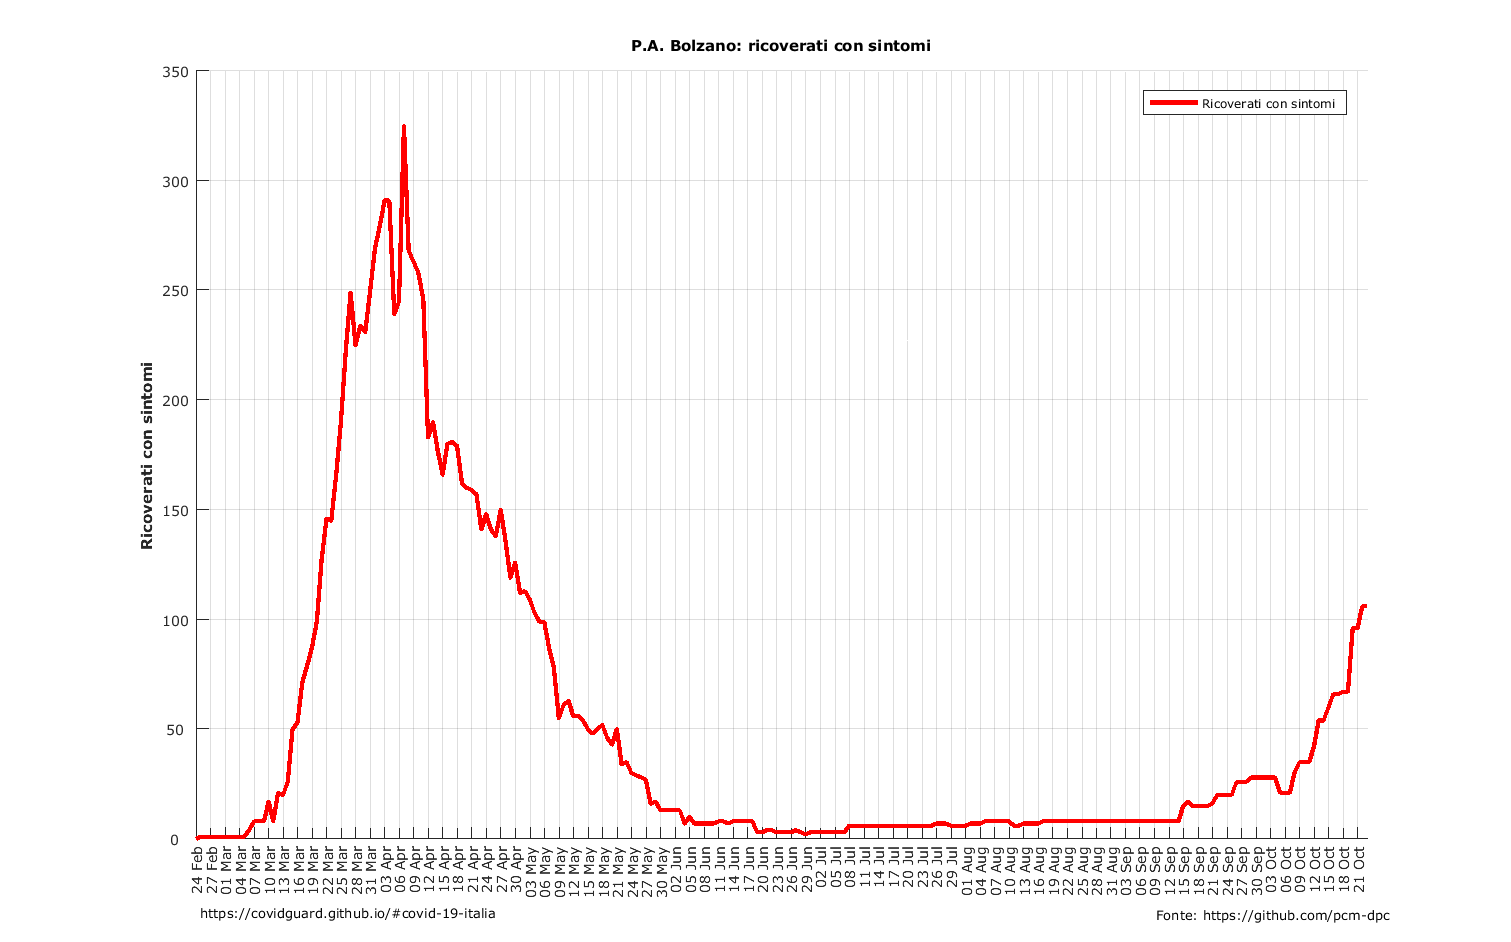 P.A. Bolzano: ricoverati con sintomi
Ricoverati con sintomi
Ricoverati con sintomi
350
300
250
200
150
100
50
0
24 Feb
27 Feb
01 Mar
04 Mar
07 Mar
10 Mar
13 Mar
16 Mar
19 Mar
22 Mar
25 Mar
28 Mar
31 Mar
03 Apr
06 Apr
09 Apr
12 Apr
15 Apr
18 Apr
21 Apr
24 Apr
27 Apr
30 Apr
03 May
06 May
09 May
12 May
15 May
18 May
21 May
24 May
27 May
30 May
02 Jun
05 Jun
08 Jun
11 Jun
14 Jun
17 Jun
20 Jun
23 Jun
26 Jun
29 Jun
02 Jul
05 Jul
08 Jul
11 Jul
14 Jul
17 Jul
20 Jul
23 Jul
26 Jul
29 Jul
01 Aug
04 Aug
07 Aug
10 Aug
13 Aug
16 Aug
19 Aug
22 Aug
25 Aug
28 Aug
31 Aug
03 Sep
06 Sep
09 Sep
12 Sep
15 Sep
18 Sep
21 Sep
24 Sep
27 Sep
30 Sep
03 Oct
06 Oct
09 Oct
12 Oct
15 Oct
18 Oct
21 Oct
https://covidguard.github.io/#covid-19-italia
Fonte: https://github.com/pcm-dpc